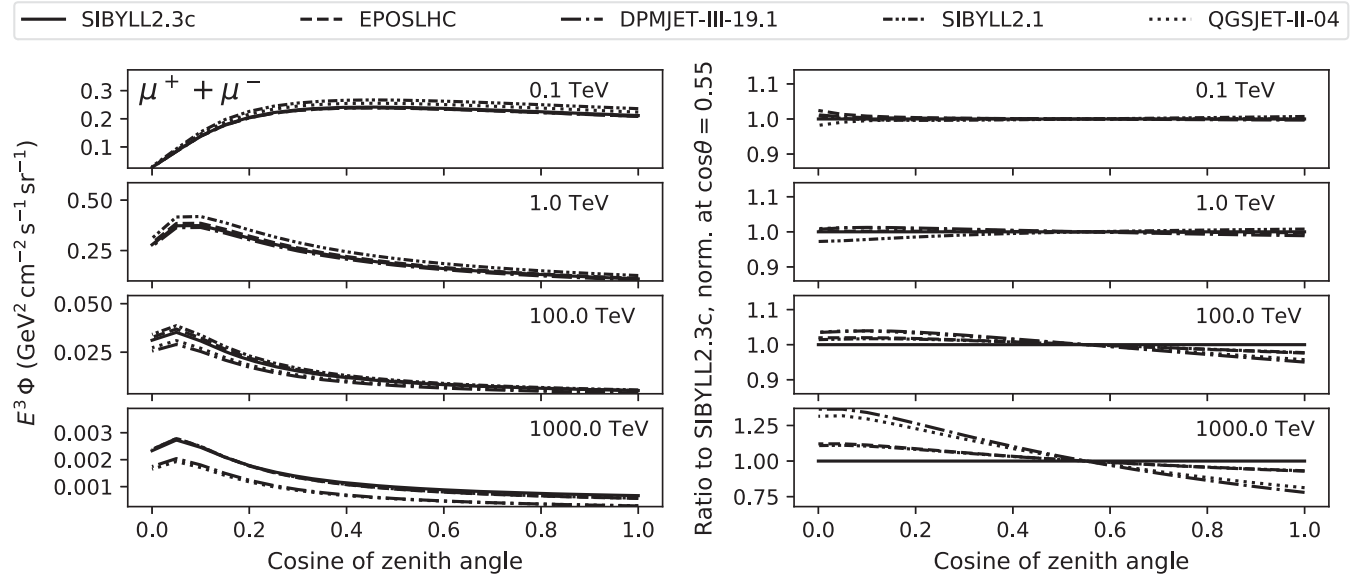 SIBYLL2.3c EPOSLHC DPMJET-III-19.1 SIBYLL2.1 QGSJET-II-04
E³ Φ (GeV² cm⁻² s⁻¹ sr⁻¹)
μ⁺ + μ⁻
0.1 TeV
0.3
0.2
0.1
1.0 TeV
0.50
0.25
100.0 TeV
0.050
0.025
1000.0 TeV
0.003
0.002
0.001
0.0 0.2 0.4 0.6 0.8 1.0
Cosine of zenith angle
Ratio to SIBYLL2.3c, norm. at cosθ = 0.55
0.1 TeV
1.1
1.0
0.9
1.0 TeV
1.1
1.0
0.9
100.0 TeV
1.1
1.0
0.9
1000.0 TeV
1.25
1.00
0.75
0.0 0.2 0.4 0.6 0.8 1.0
Cosine of zenith angle